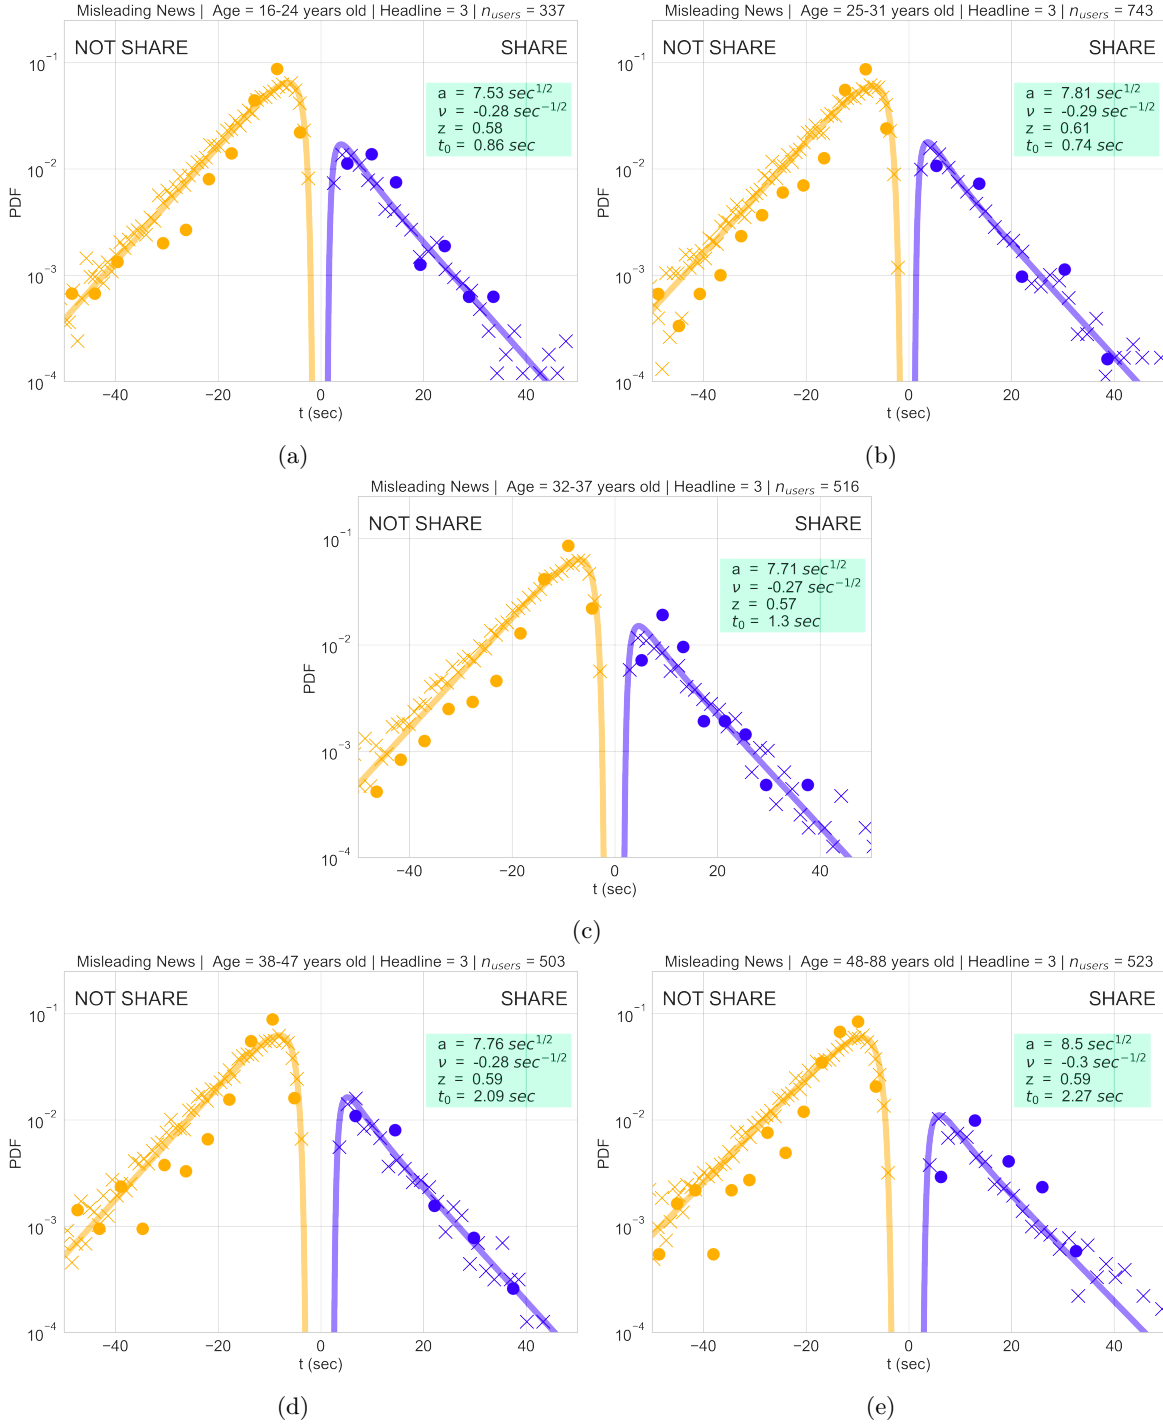 Misleading News | Age = 16-24 years old | Headline = 3 | n_users = 337
NOT SHARE SHARE
a = 7.53 sec^1/2
ν = -0.28 sec^−1/2
z = 0.58
t_0 = 0.86 sec
PDF
10^−1
10^−2
10^−3
10^−4
−40 −20 0 20 40
t (sec)
(a)
Misleading News | Age = 25-31 years old | Headline = 3 | n_users = 743
NOT SHARE SHARE
a = 7.81 sec^1/2
ν = -0.29 sec^−1/2
z = 0.61
t_0 = 0.74 sec
PDF
10^−1
10^−2
10^−3
10^−4
−40 −20 0 20 40
t (sec)
(b)
Misleading News | Age = 32-37 years old | Headline = 3 | n_users = 516
NOT SHARE SHARE
a = 7.71 sec^1/2
ν = -0.27 sec^−1/2
z = 0.57
t_0 = 1.3 sec
PDF
10^−1
10^−2
10^−3
10^−4
−40 −20 0 20 40
t (sec)
(c)
Misleading News | Age = 38-47 years old | Headline = 3 | n_users = 503
NOT SHARE SHARE
a = 7.76 sec^1/2
ν = -0.28 sec^−1/2
z = 0.59
t_0 = 2.09 sec
PDF
10^−1
10^−2
10^−3
10^−4
−40 −20 0 20 40
t (sec)
(d)
Misleading News | Age = 48-88 years old | Headline = 3 | n_users = 523
NOT SHARE SHARE
a = 8.5 sec^1/2
ν = -0.3 sec^−1/2
z = 0.59
t_0 = 2.27 sec
PDF
10^−1
10^−2
10^−3
10^−4
−40 −20 0 20 40
t (sec)
(e)